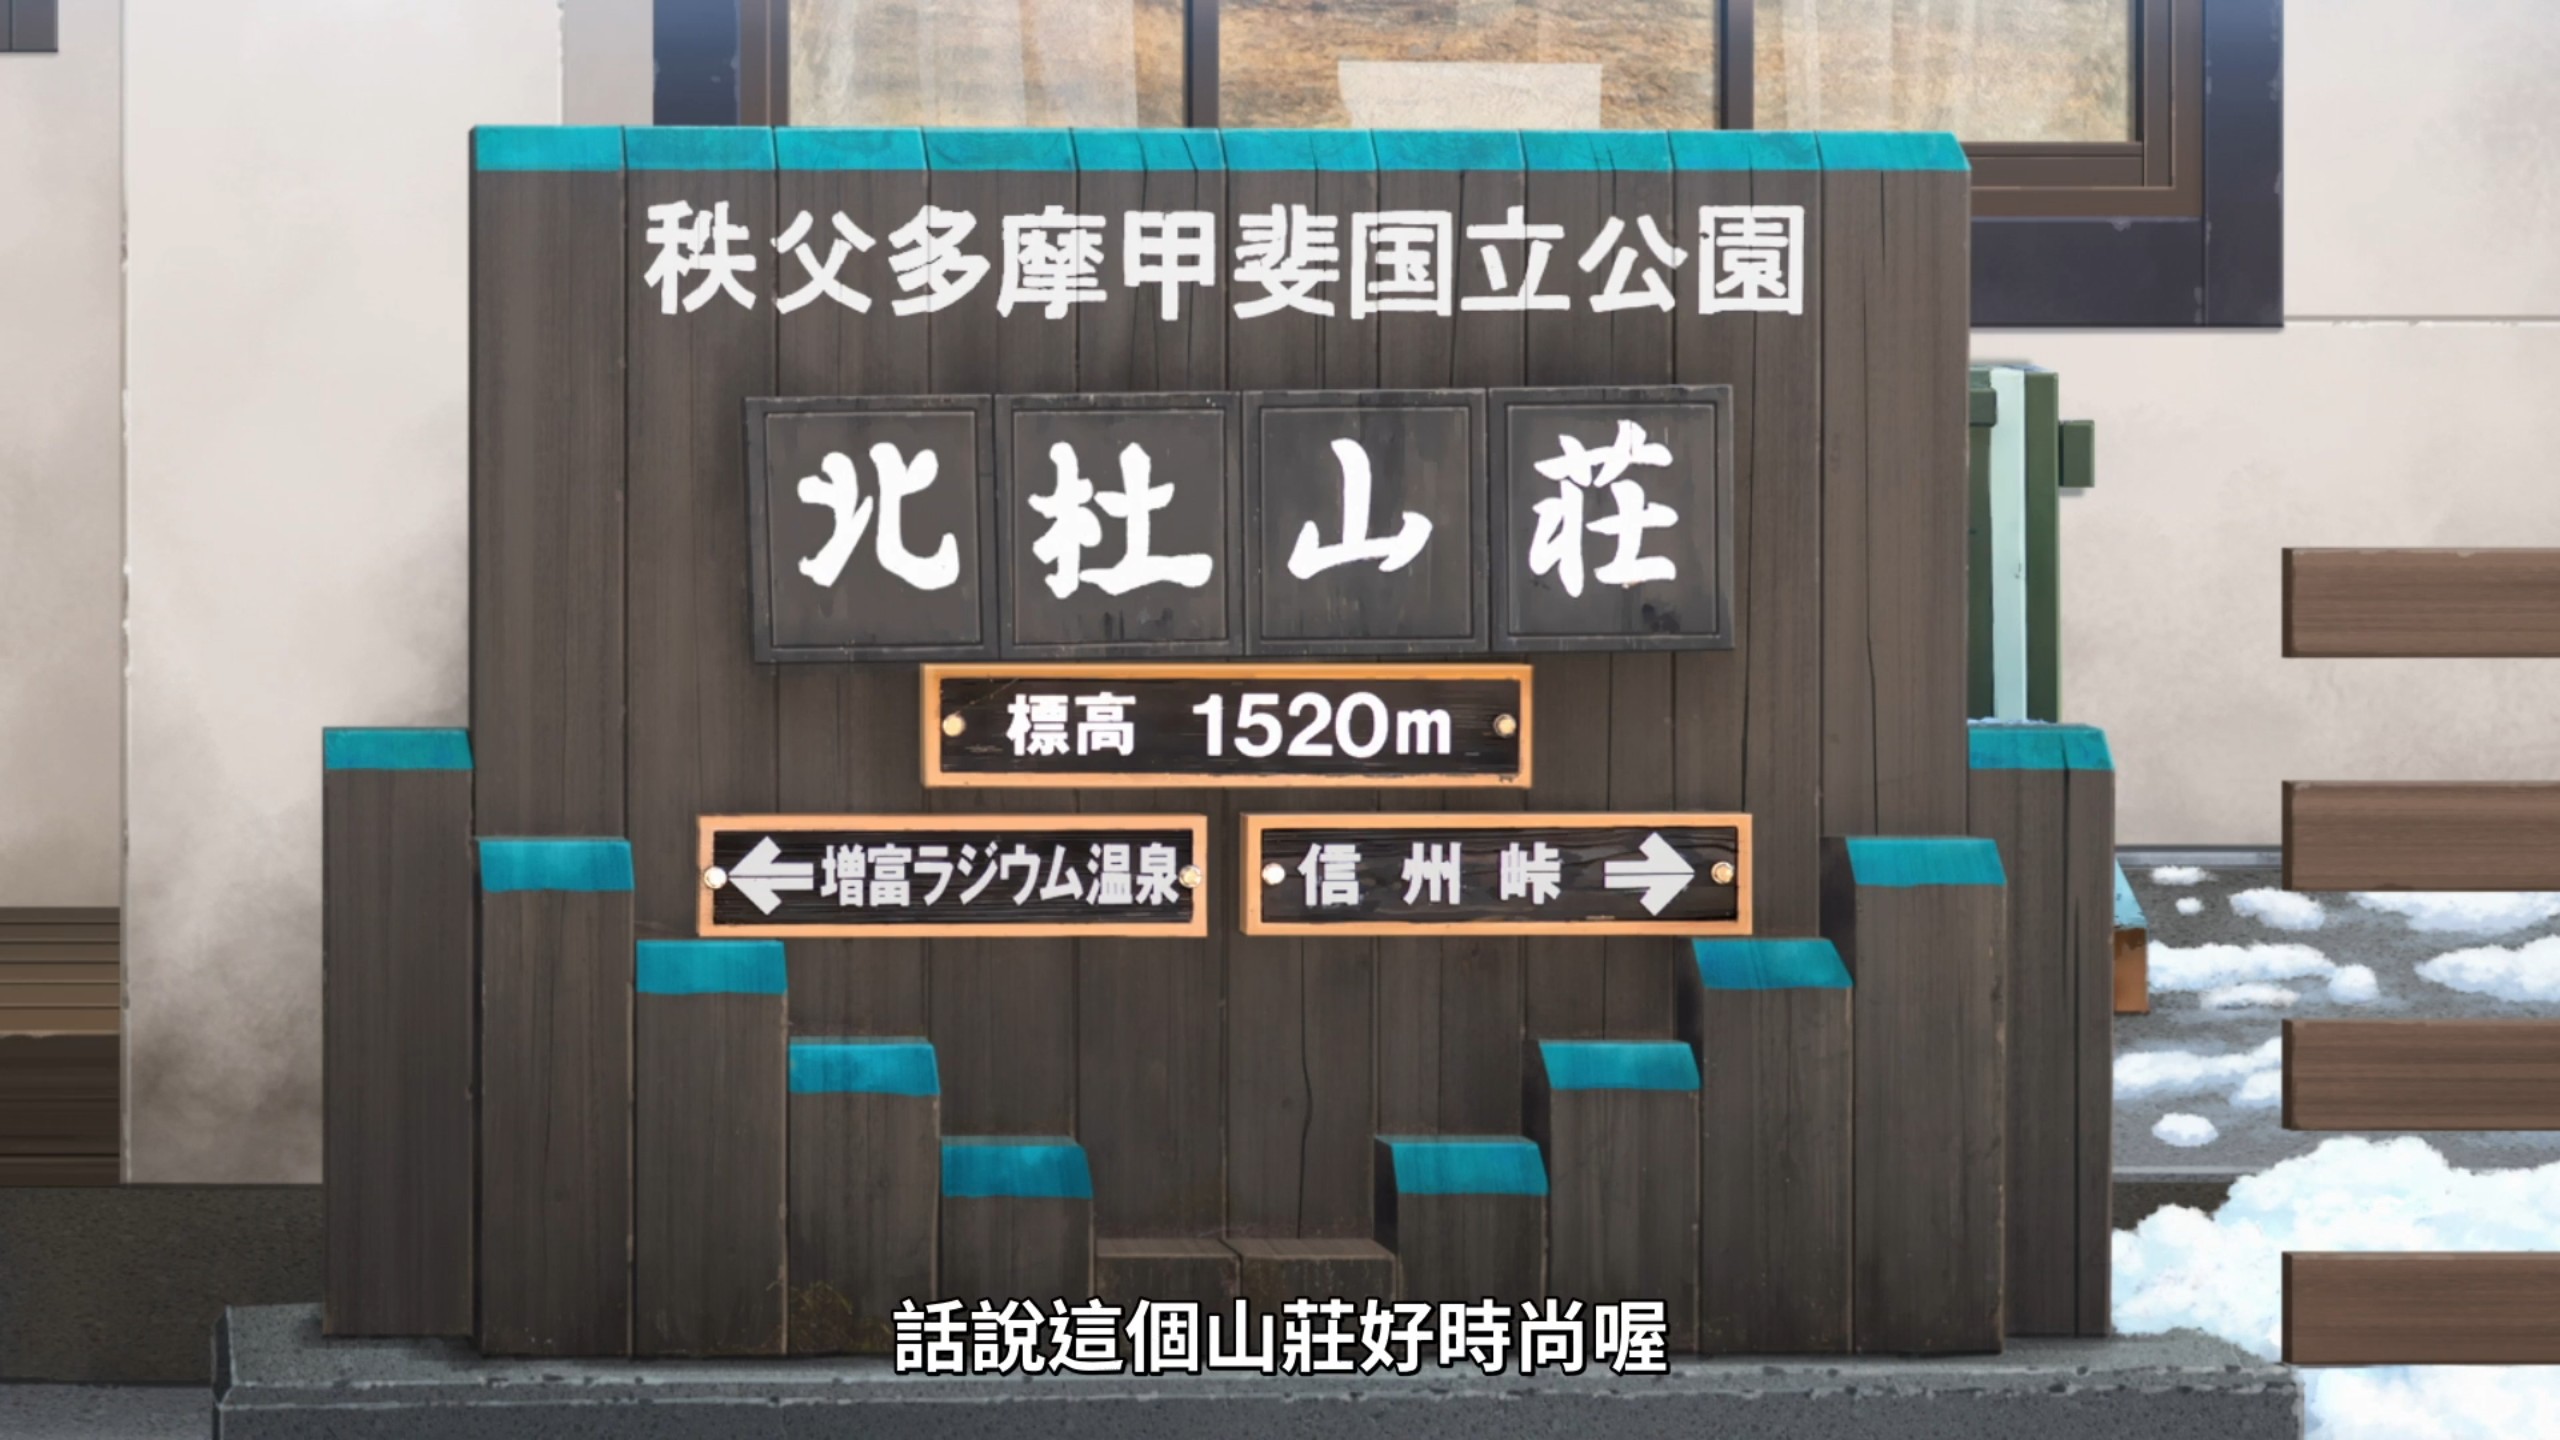 秩父多摩甲斐国立公園
北杜山荘
標高 1520m
←増富ラジウム温泉
信州峠→
話說這個山莊好時尚喔